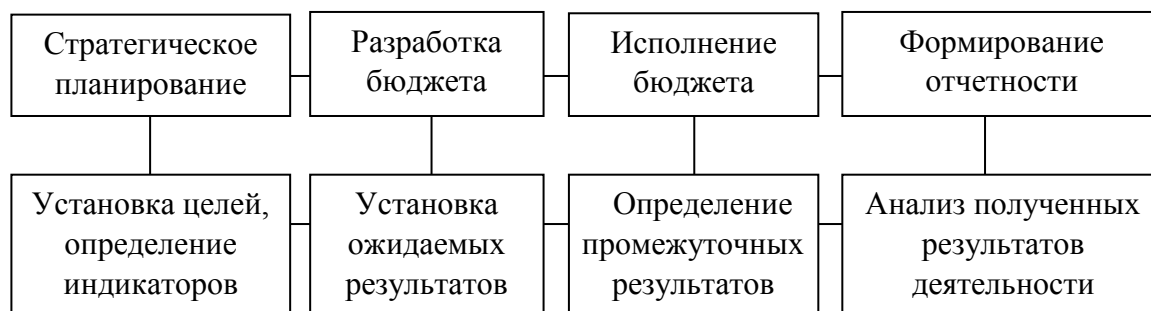 Стратегическое
планирование
Разработка
бюджета
Исполнение
бюджета
Формирование
отчетности
Установка целей,
определение
индикаторов
Установка
ожидаемых
результатов
Определение
промежуточных
результатов
Анализ полученных
результатов
деятельности